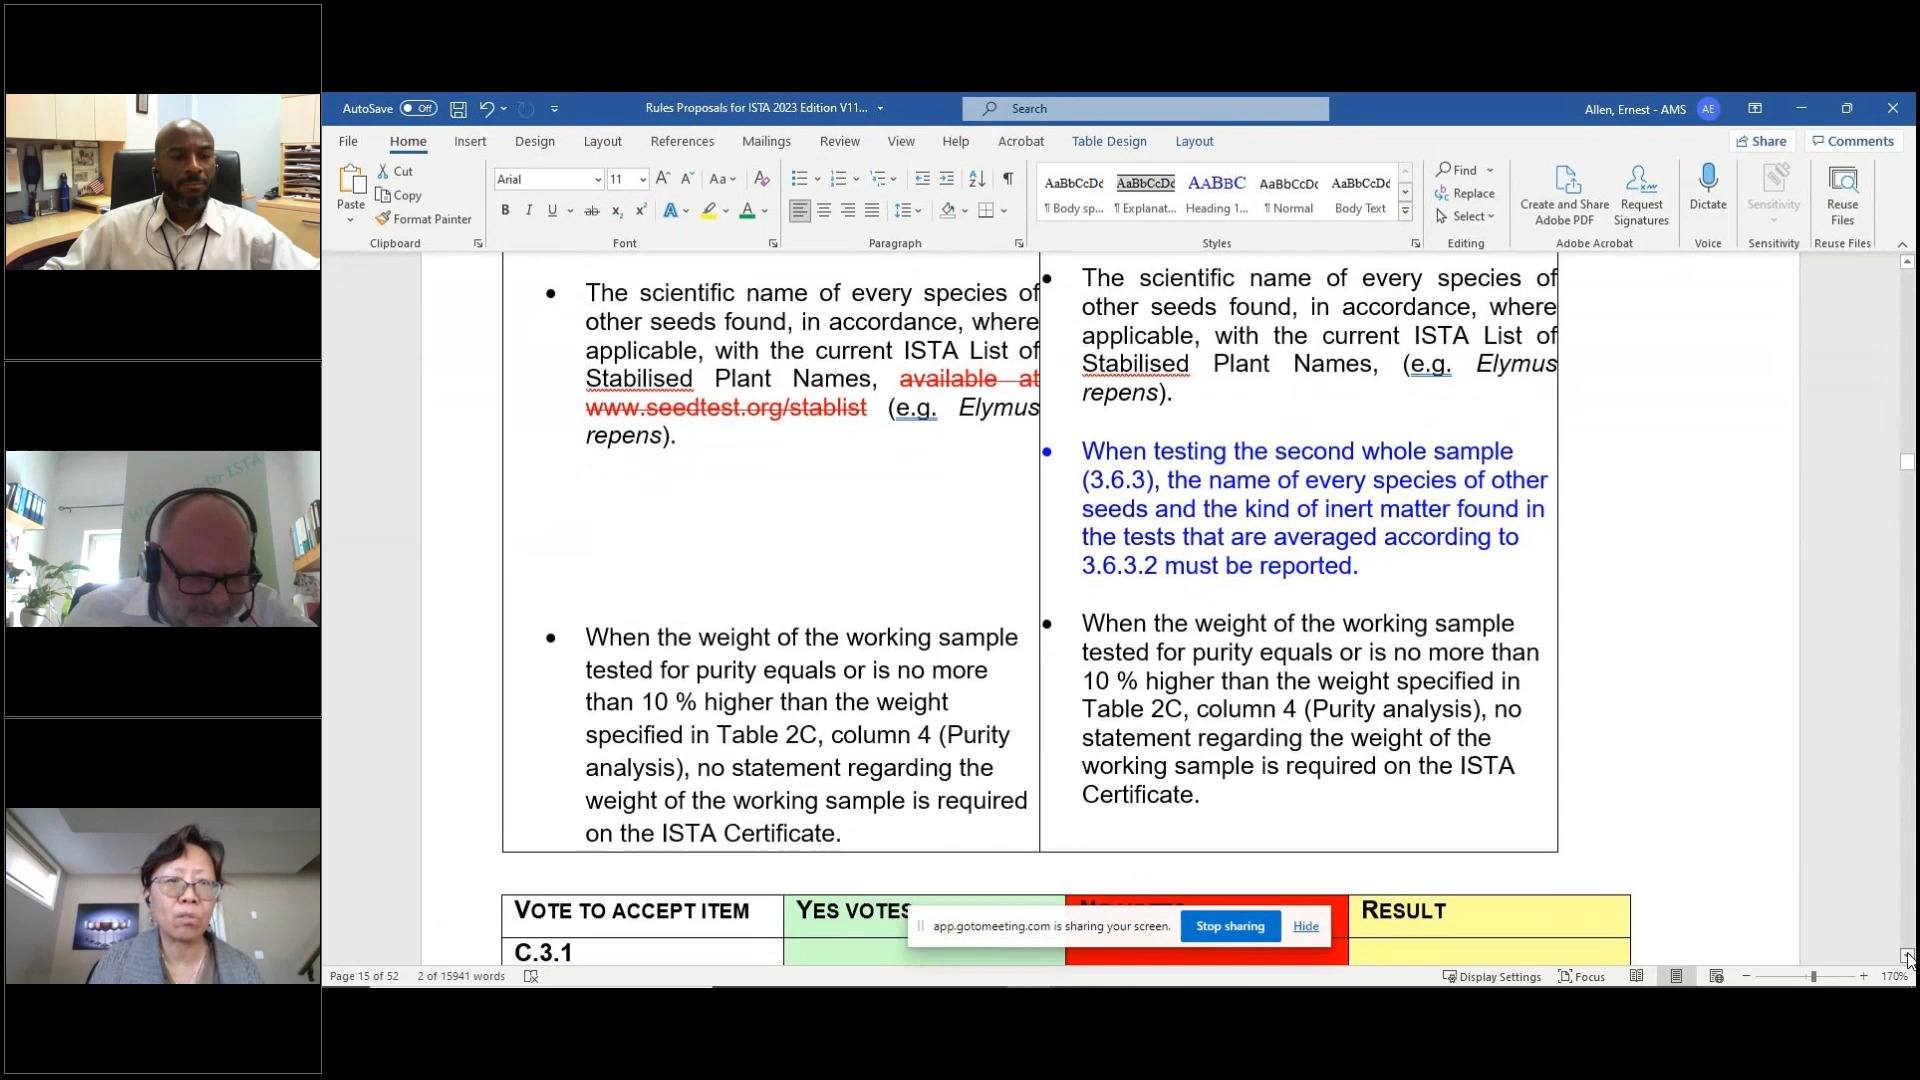 AutoSave Off
Rules Proposals for ISTA 2023 Edition V11...
Search
Allen, Ernest - AMS AE
File Home Insert Design Layout References Mailings Review View Help Acrobat Table Design Layout
Share Comments
Paste
Cut
Copy
Format Painter
Clipboard
Arial 11
Font
Paragraph
AaBbCcDc AaBbCcDc AABBC AaBbCcDc AaBbCcDc
¶ Body sp... ¶ Explanat... Heading 1... ¶ Normal Body Text
Styles
Find
Replace
Select
Editing
Create and Share
Adobe PDF
Request
Signatures
Adobe Acrobat
Dictate
Voice
Sensitivity
Sensitivity
Reuse
Files
Reuse Files
• The scientific name of every species of
other seeds found, in accordance, where
applicable, with the current ISTA List of
Stabilised Plant Names, available at
www.seedtest.org/stablist (e.g. Elymus
repens).
• When the weight of the working sample
tested for purity equals or is no more
than 10 % higher than the weight
specified in Table 2C, column 4 (Purity
analysis), no statement regarding the
weight of the working sample is required
on the ISTA Certificate.
• The scientific name of every species of
other seeds found, in accordance, where
applicable, with the current ISTA List of
Stabilised Plant Names, (e.g. Elymus
repens).
• When testing the second whole sample
(3.6.3), the name of every species of other
seeds and the kind of inert matter found in
the tests that are averaged according to
3.6.3.2 must be reported.
• When the weight of the working sample
tested for purity equals or is no more than
10 % higher than the weight specified in
Table 2C, column 4 (Purity analysis), no
statement regarding the weight of the
working sample is required on the ISTA
Certificate.
VOTE TO ACCEPT ITEM YES VOTES RESULT
C.3.1
app.gotomeeting.com is sharing your screen. Stop sharing Hide
Page 15 of 52 2 of 15941 words
Display Settings Focus 170%